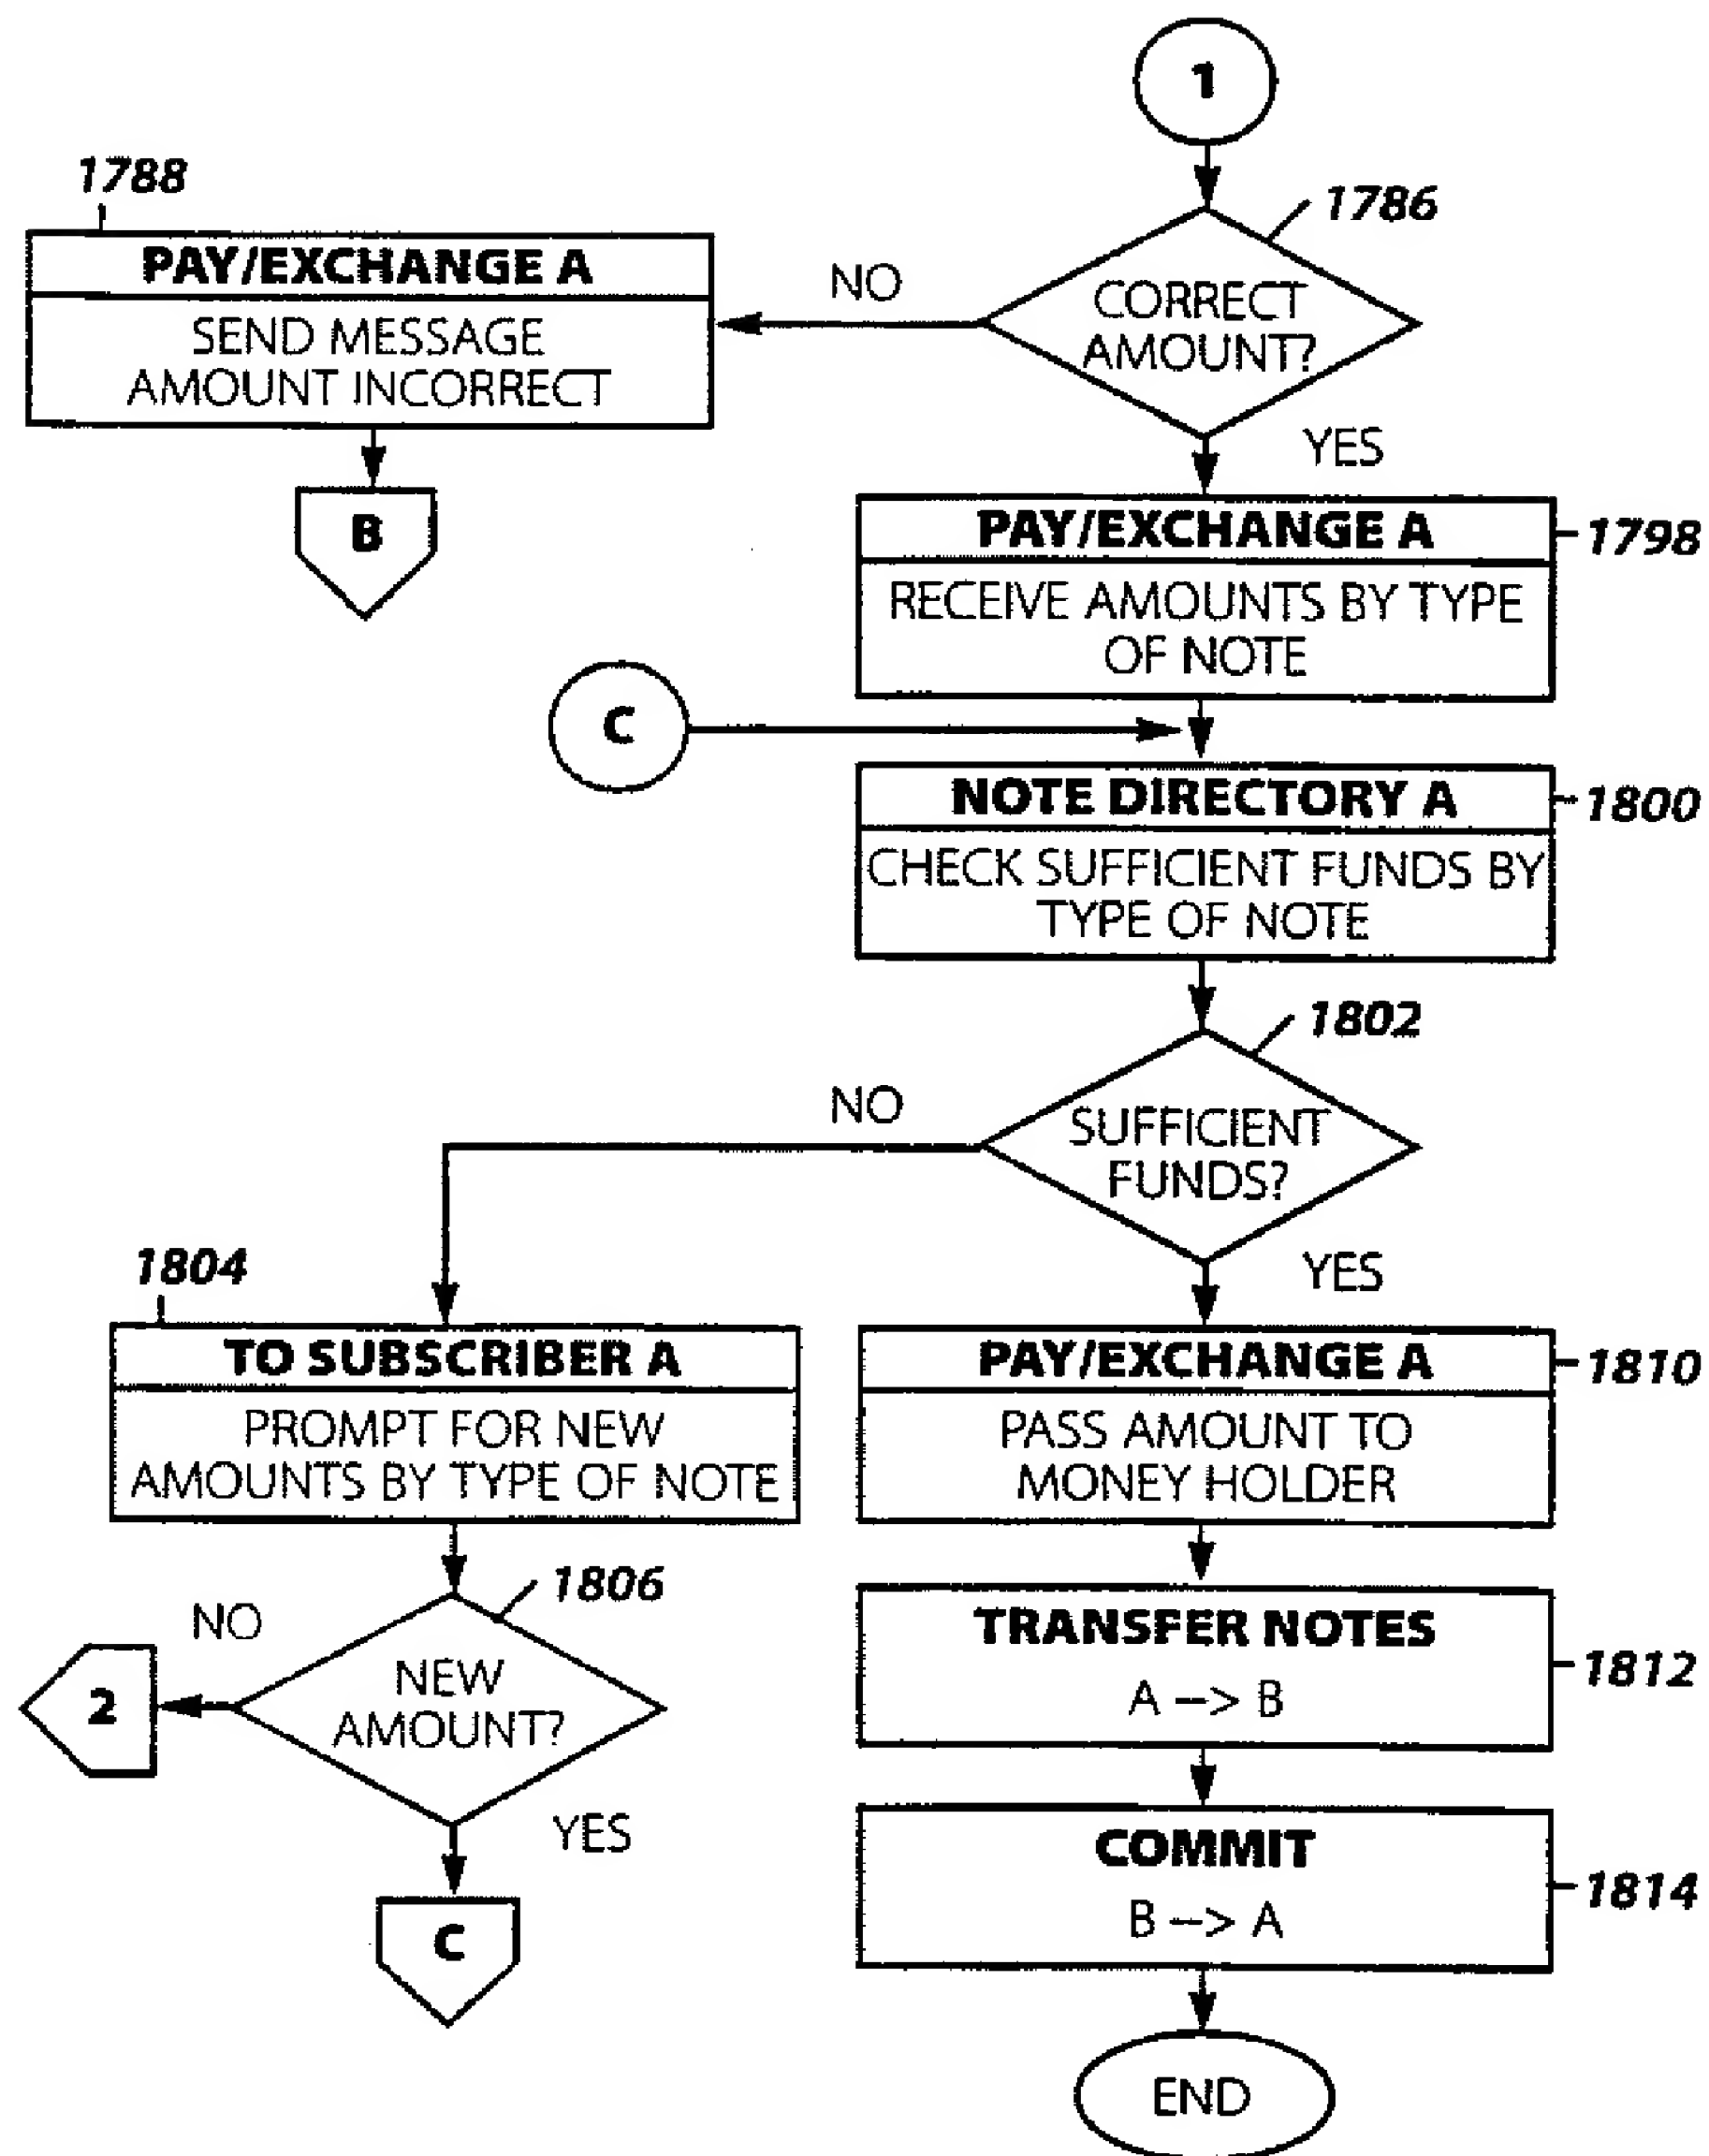 1
1788
1786
PAY/EXCHANGE A
NO
CORRECT
AMOUNT?
SEND MESSAGE
AMOUNT INCORRECT
YES
B
PAY/EXCHANGE A
1798
RECEIVE AMOUNTS BY TYPE
OF NOTE
C
NOTE DIRECTORY A
1800
CHECK SUFFICIENT FUNDS BY
TYPE OF NOTE
1802
NO
SUFFICIENT
FUNDS?
YES
1804
TO SUBSCRIBER A
PROMPT FOR NEW
AMOUNTS BY TYPE OF NOTE
PAY/EXCHANGE A
1810
PASS AMOUNT TO
MONEY HOLDER
1806
NO
NEW
AMOUNT?
2
YES
C
TRANSFER NOTES
1812
A --> B
COMMIT
1814
B --> A
END